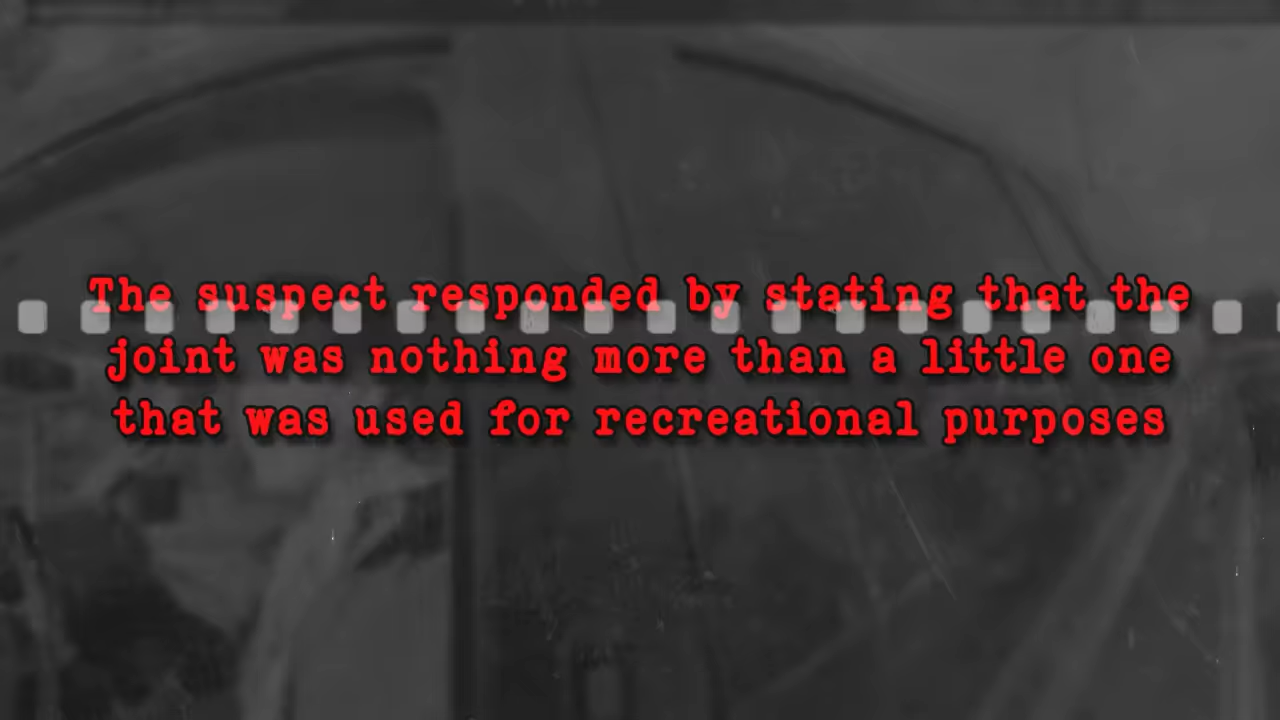 The suspect responded by stating that the
joint was nothing more than a little one
that was used for recreational purposes